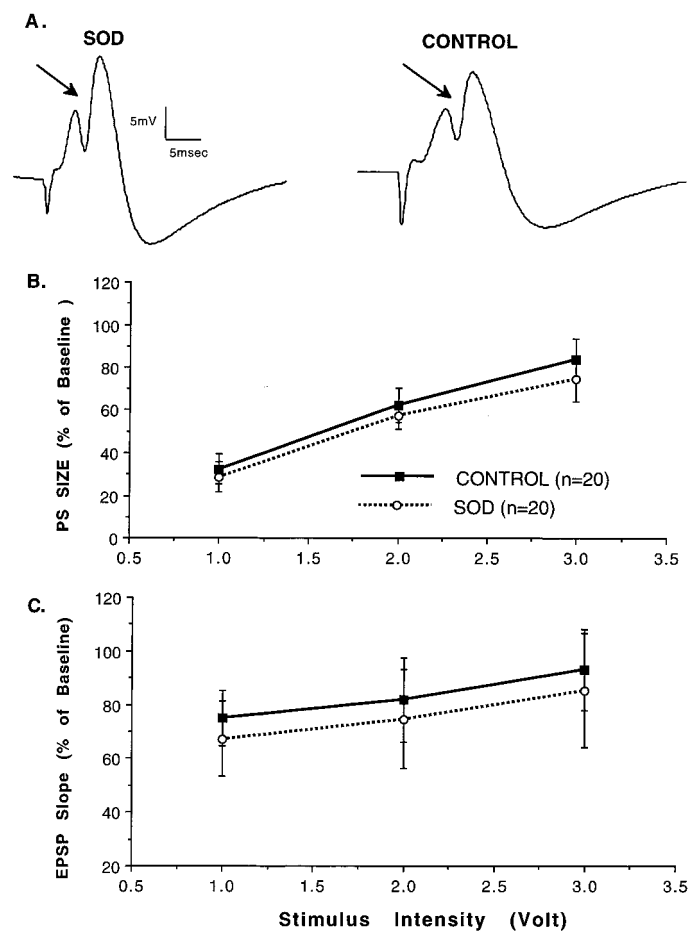 A.
SOD
CONTROL
5mV
5msec
B.
120
100
80
60
40
20
0
PS SIZE (% of Baseline )
CONTROL (n=20)
SOD (n=20)
0.5 1.0 1.5 2.0 2.5 3.0 3.5
C.
120
100
80
60
40
20
EPSP Slope (% of Baseline)
0.5 1.0 1.5 2.0 2.5 3.0 3.5
Stimulus Intensity (Volt)